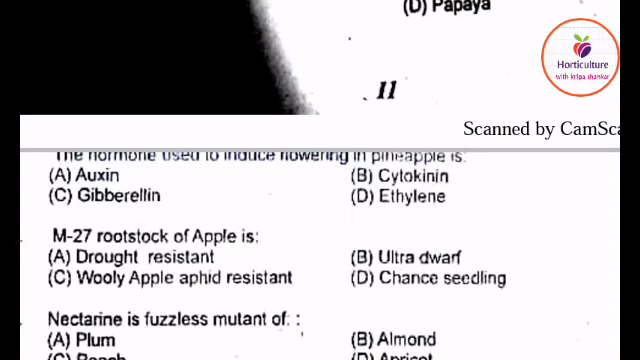 (D) Papaya
Horticulture
with kripa shankar
11
Scanned by CamSca
The hormone used to induce flowering in pineapple is:
(A) Auxin
(B) Cytokinin
(C) Gibberellin
(D) Ethylene
M-27 rootstock of Apple is:
(A) Drought resistant
(B) Ultra dwarf
(C) Wooly Apple aphid resistant
(D) Chance seedling
Nectarine is fuzzless mutant of: :
(A) Plum
(B) Almond
(C) Peach
(D) Apricot